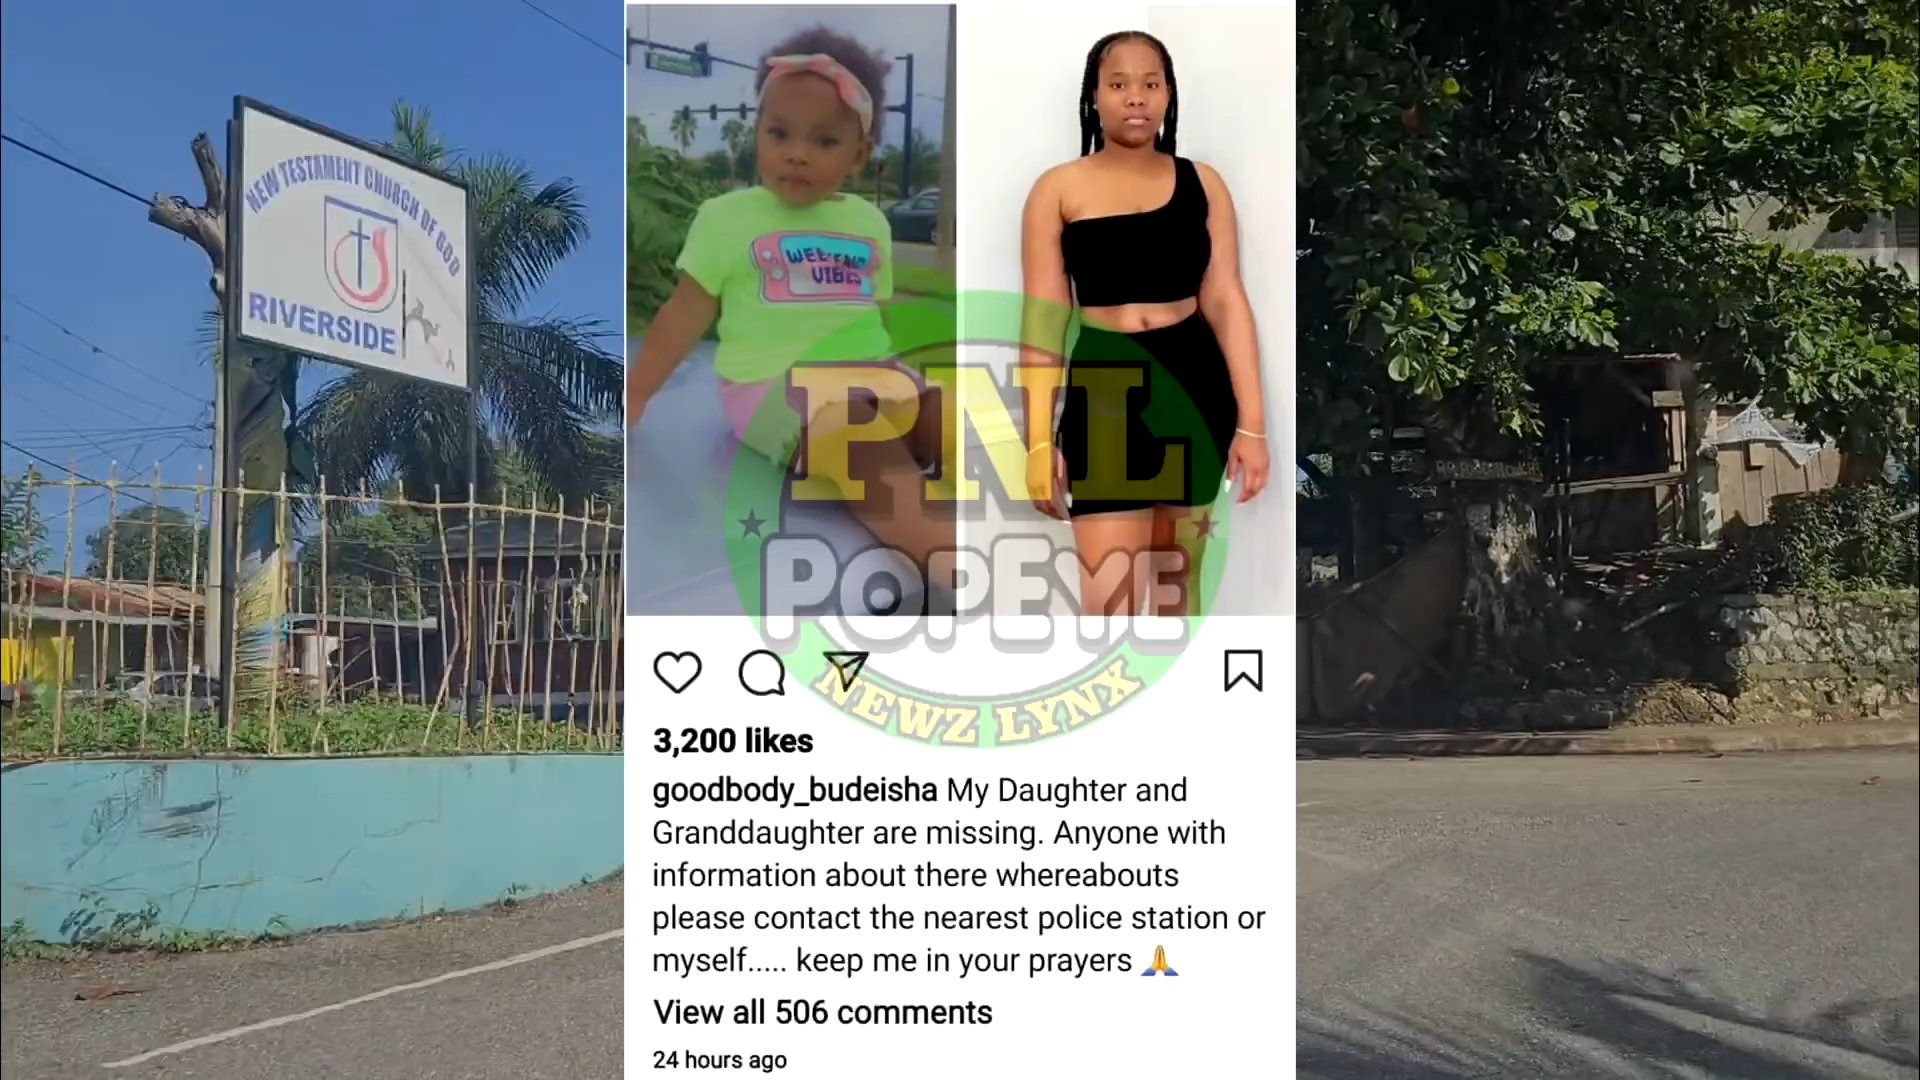 NEW TESTAMENT CHURCH OF GOD
RIVERSIDE
WEEKEND
VIBES
PNL
POPEYE
NEWZ LYNX
3,200 likes
goodbody_budeisha My Daughter and
Granddaughter are missing. Anyone with
information about there whereabouts
please contact the nearest police station or
myself..... keep me in your prayers 🙏
View all 506 comments
24 hours ago